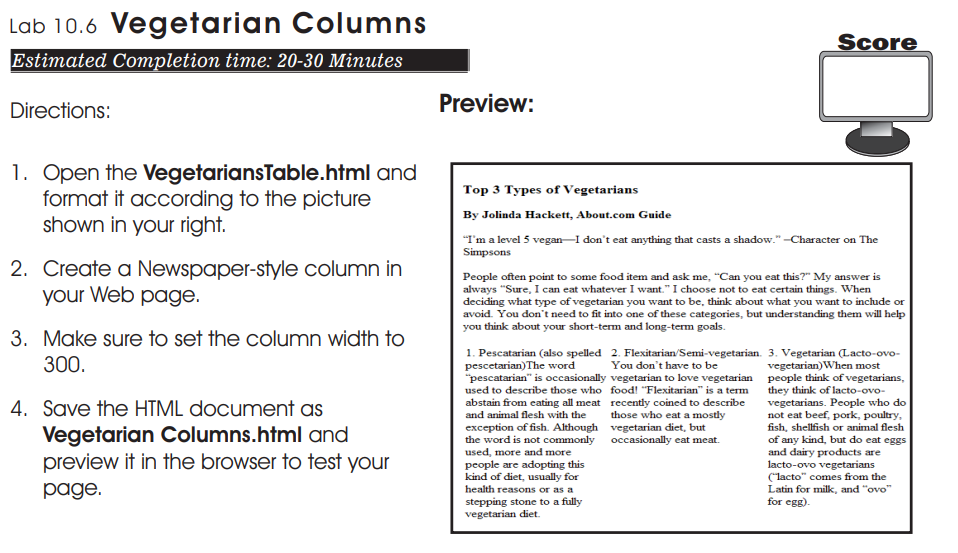 Lab 10.6 Vegetarian Columns
Estimated Completion time: 20-30 Minutes
Score
Directions:
1. Open the VegetariansTable.html and
format it according to the picture
shown in your right.
2. Create a Newspaper-style column in
your Web page.
3. Make sure to set the column width to
300.
4. Save the HTML document as
Vegetarian Columns.html and
preview it in the browser to test your
page.
Preview:
Top 3 Types of Vegetarians
By Jolinda Hackett, About.com Guide
“I’m a level 5 vegan—I don’t eat anything that casts a shadow.” –Character on The
Simpsons
People often point to some food item and ask me, “Can you eat this?” My answer is
always “Sure, I can eat whatever I want.” I choose not to eat certain things. When
deciding what type of vegetarian you want to be, think about what you want to include or
avoid. You don’t need to fit into one of these categories, but understanding them will help
you think about your short-term and long-term goals.
1. Pescatarian (also spelled
pescetarian)The word
“pescatarian” is occasionally
used to describe those who
abstain from eating all meat
and animal flesh with the
exception of fish. Although
the word is not commonly
used, more and more
people are adopting this
kind of diet, usually for
health reasons or as a
stepping stone to a fully
vegetarian diet.
2. Flexitarian/Semi-vegetarian.
You don’t have to be
vegetarian to love vegetarian
food! “Flexitarian” is a term
recently coined to describe
those who eat a mostly
vegetarian diet, but
occasionally eat meat.
3. Vegetarian (Lacto-ovo-
vegetarian)When most
people think of vegetarians,
they think of lacto-ovo-
vegetarians. People who do
not eat beef, pork, poultry,
fish, shellfish or animal flesh
of any kind, but do eat eggs
and dairy products are
lacto-ovo vegetarians
(“lacto” comes from the
Latin for milk, and “ovo”
for egg).